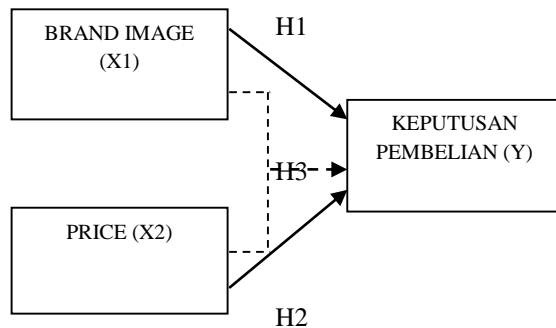 BRAND IMAGE
(X1)
H1
KEPUTUSAN
PEMBELIAN (Y)
H3
PRICE (X2)
H2